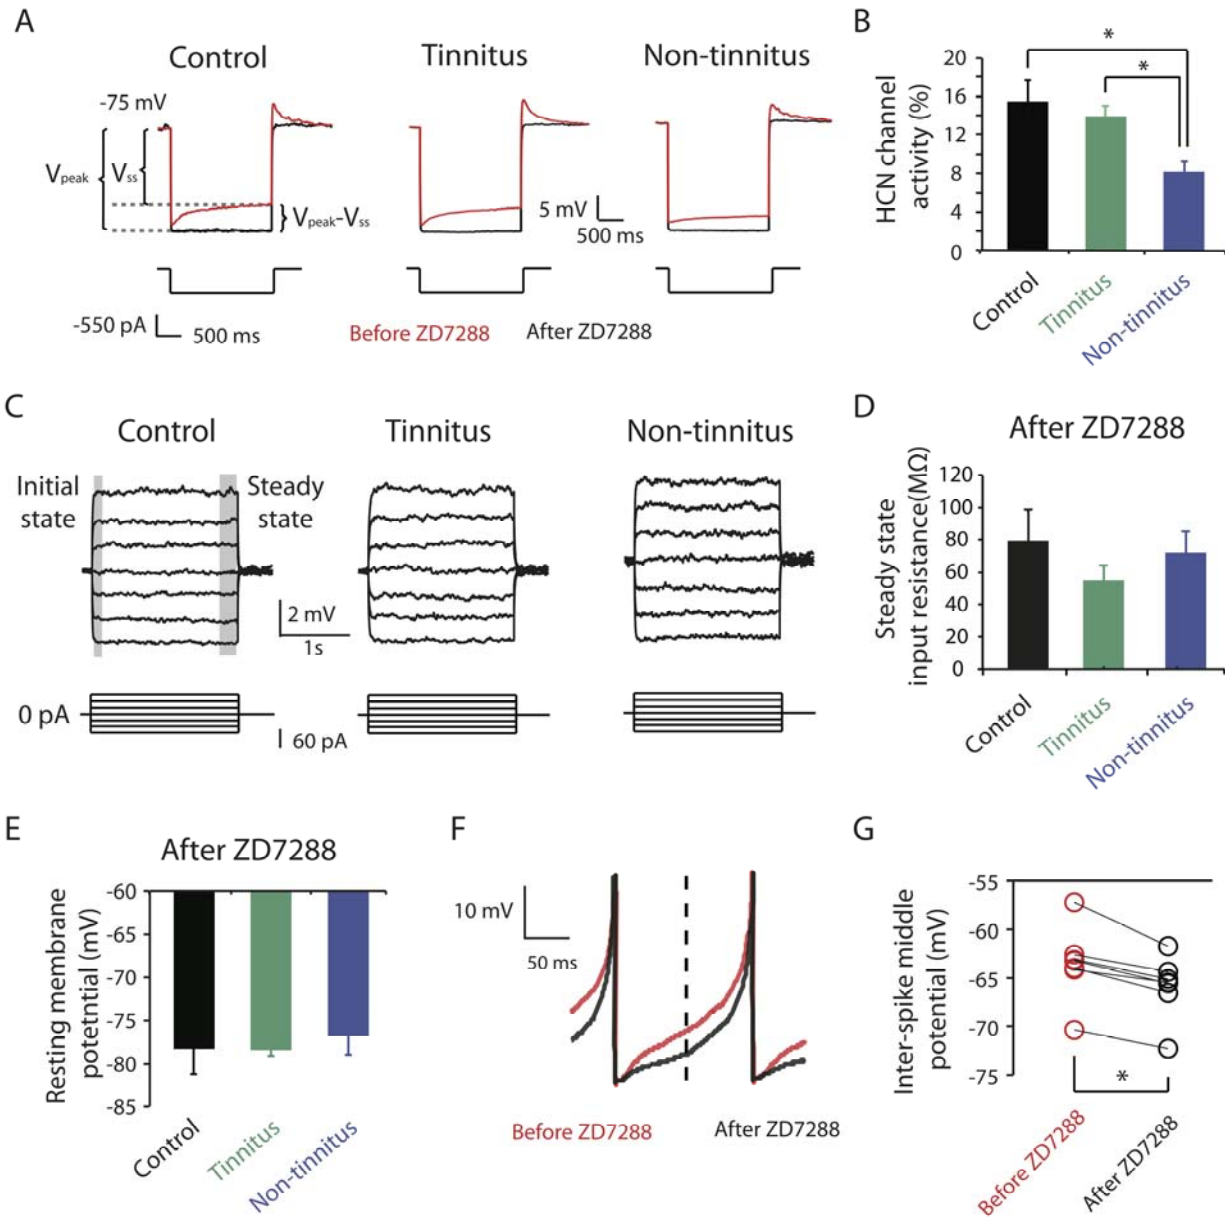 A
Control
Tinnitus
Non-tinnitus
-75 mV
Vpeak
Vss
Vpeak-Vss
5 mV
500 ms
-550 pA
500 ms
Before ZD7288
After ZD7288
B
*
*
HCN channel
activity (%)
20
16
12
8
4
0
Control
Tinnitus
Non-tinnitus
C
Control
Tinnitus
Non-tinnitus
Initial
state
Steady
state
2 mV
1s
0 pA
60 pA
D
After ZD7288
Steady state
input resistance(MΩ)
120
100
80
60
40
20
0
Control
Tinnitus
Non-tinnitus
E
After ZD7288
Resting membrane
potetntial (mV)
-60
-65
-70
-75
-80
-85
Control
Tinnitus
Non-tinnitus
F
10 mV
50 ms
Before ZD7288
After ZD7288
G
Inter-spike middle
potential (mV)
-55
-60
-65
-70
-75
*
Before ZD7288
After ZD7288